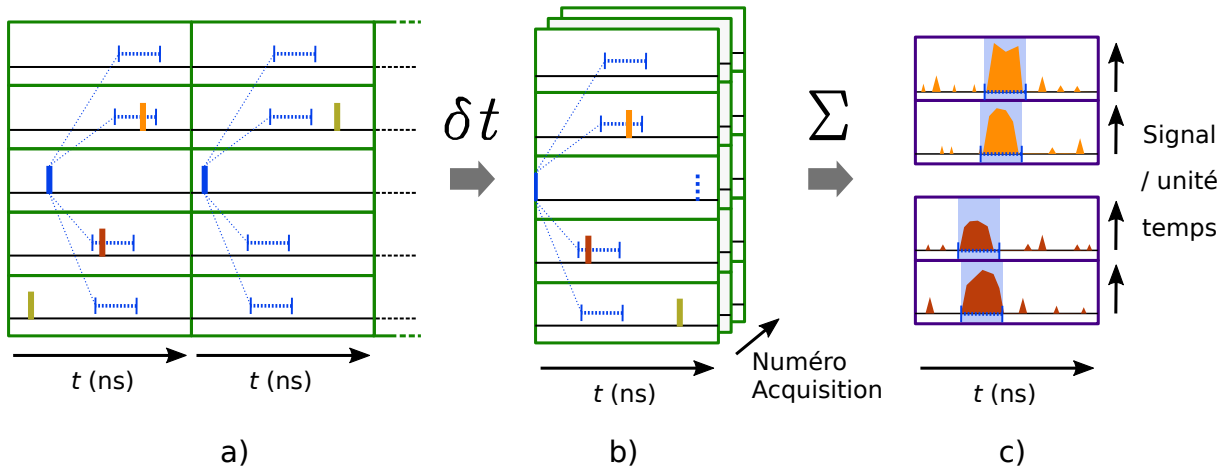 δt
Σ
Signal
/ unité
temps
t (ns)
t (ns)
t (ns)
Numéro
Acquisition
t (ns)
a)
b)
c)